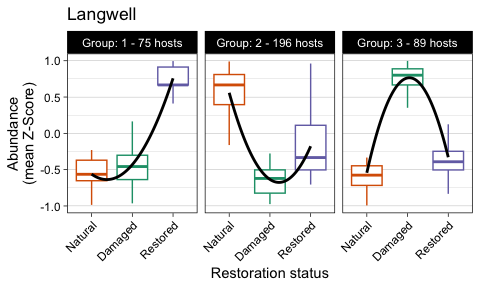 Langwell
Group: 1 - 75 hosts
Group: 2 - 196 hosts
Group: 3 - 89 hosts
Abundance
(mean Z-Score)
1.0
0.5
0.0
-0.5
-1.0
Natural
Damaged
Restored
Natural
Damaged
Restored
Natural
Damaged
Restored
Restoration status